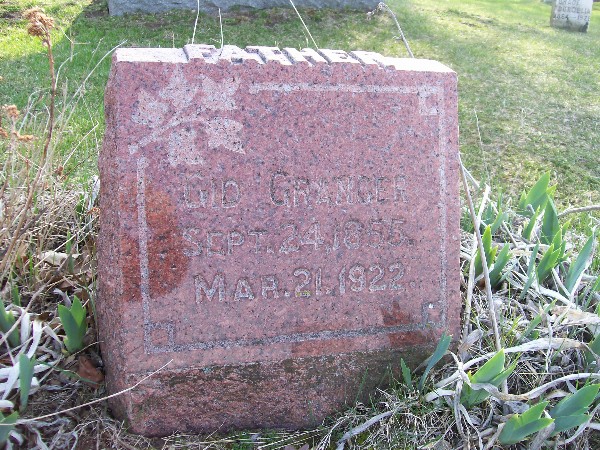 FATHER
GID GRANGER
SEPT. 24, 1855.
MAR. 21, 1922.